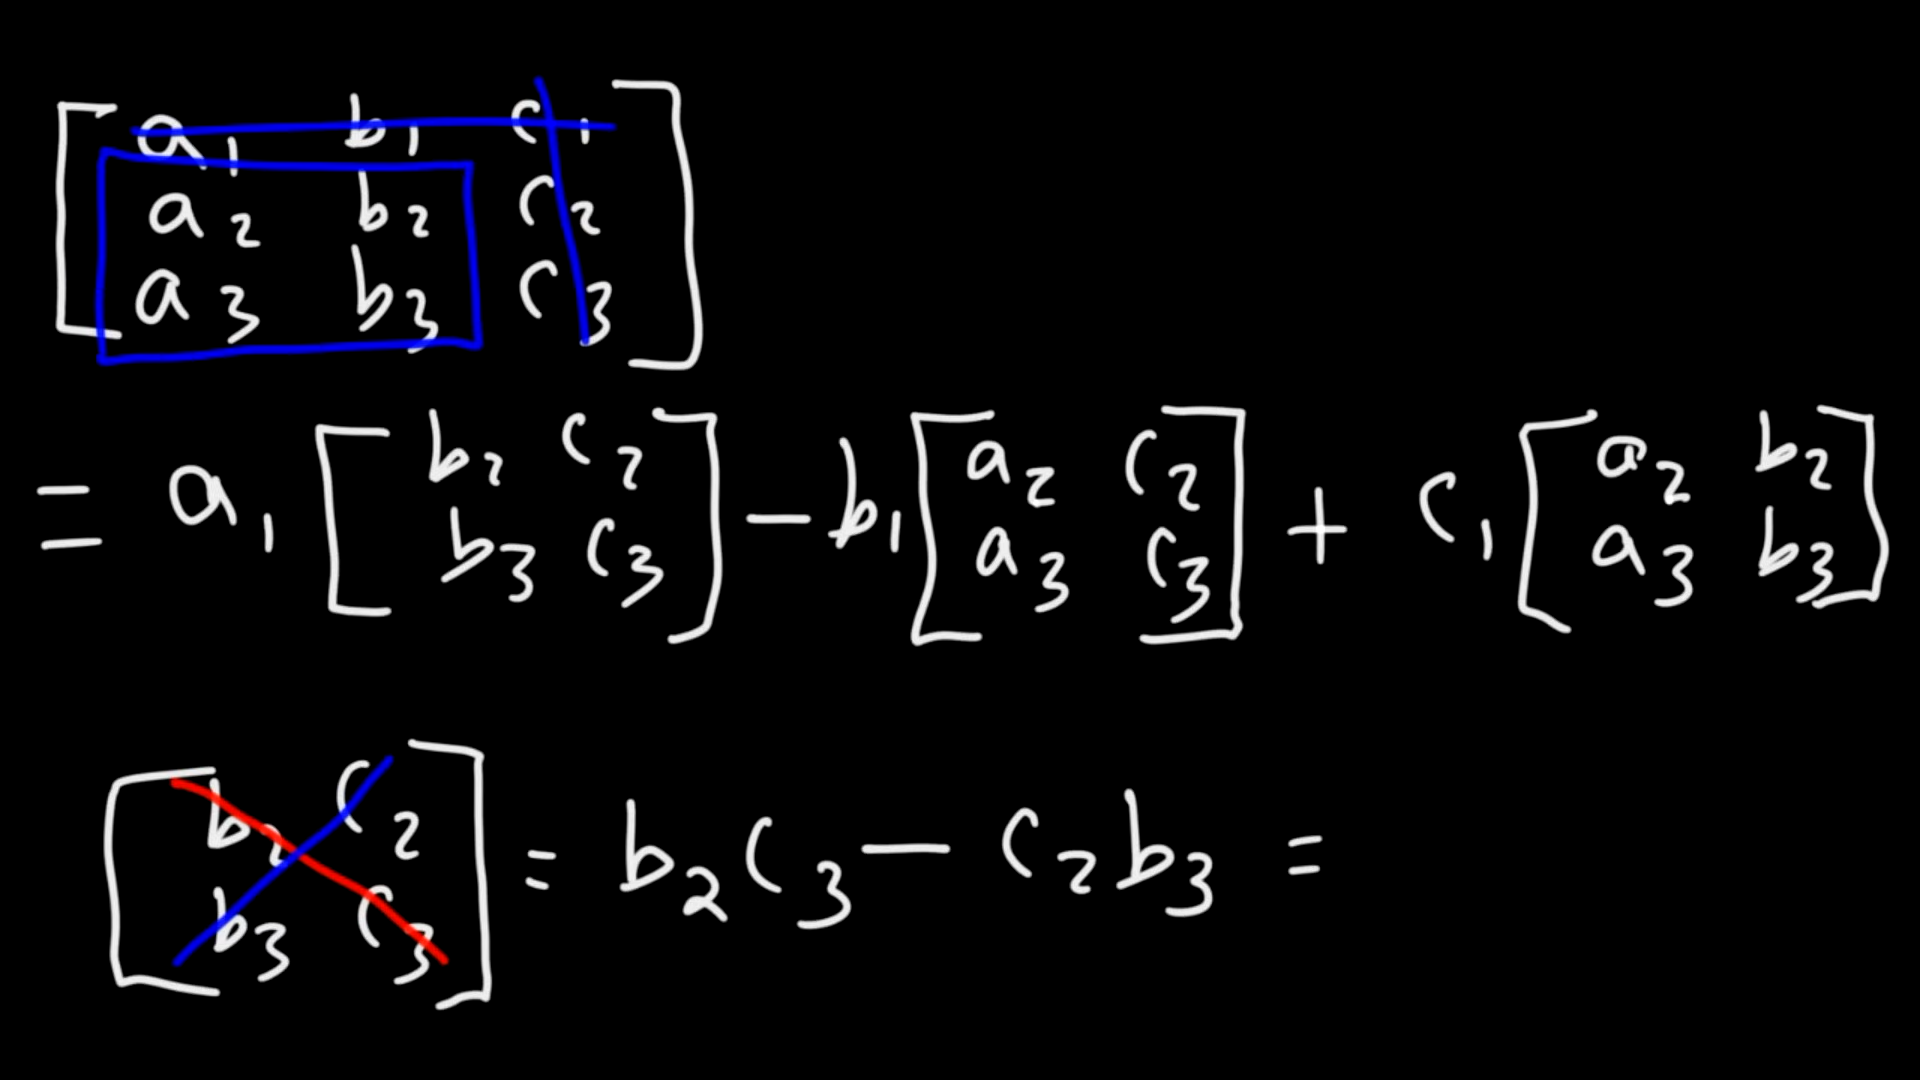 [a₁ b₁ c₁
a₂ b₂ c₂
a₃ b₃ c₃]
= a₁ [b₂ c₂ - b₁ [a₂ c₂ + c₁ [a₂ b₂
b₃ c₃] a₃ c₃] a₃ b₃]
[b₂ c₂
b₃ c₃] = b₂c₃ - c₂b₃ =